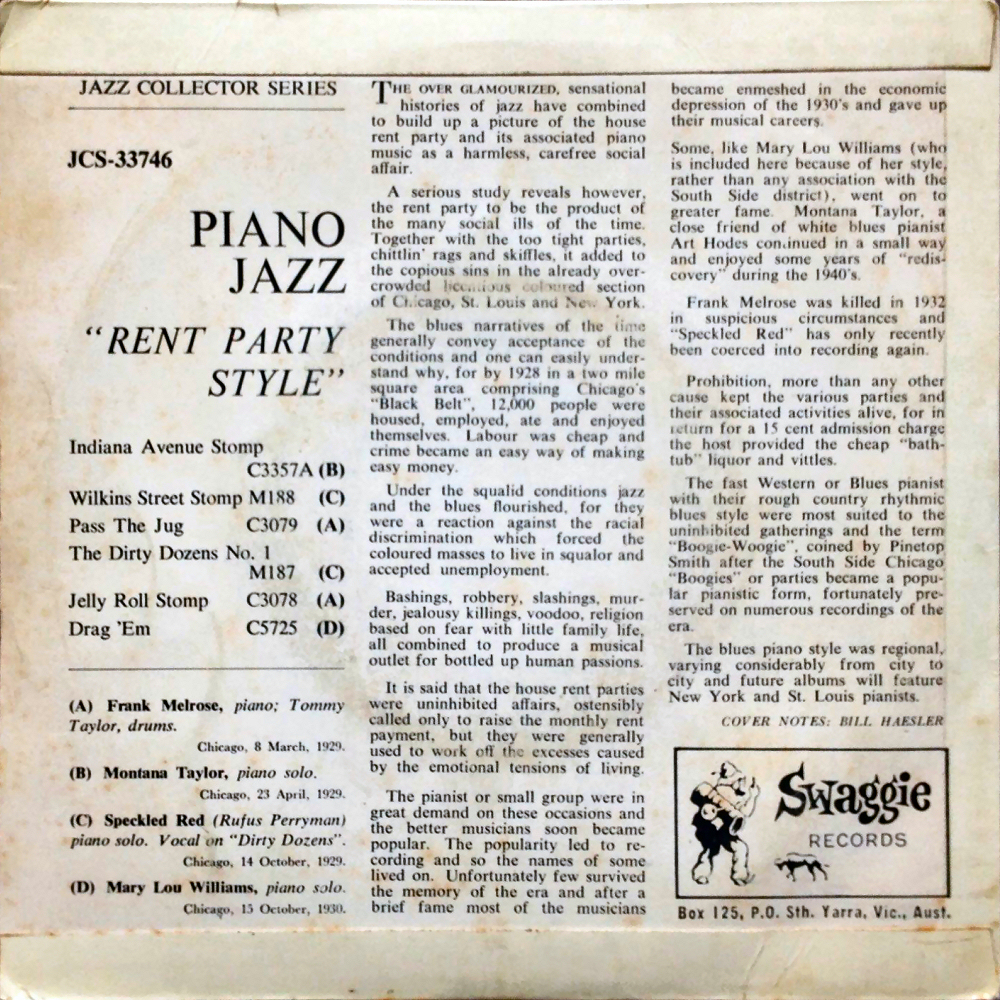 JAZZ COLLECTOR SERIES
JCS-33746
PIANO
JAZZ
“RENT PARTY
STYLE”
Indiana Avenue Stomp
C3357A (B)
Wilkins Street Stomp M188 (C)
Pass The Jug C3079 (A)
The Dirty Dozens No. 1
M187 (C)
Jelly Roll Stomp C3078 (A)
Drag 'Em C5725 (D)
(A) Frank Melrose, piano; Tommy
Taylor, drums.
Chicago, 8 March, 1929.
(B) Montana Taylor, piano solo.
Chicago, 23 April, 1929.
(C) Speckled Red (Rufus Perryman)
piano solo. Vocal on “Dirty Dozens”.
Chicago, 14 October, 1929.
(D) Mary Lou Williams, piano solo.
Chicago, 15 October, 1930.
THE OVER GLAMOURIZED, sensational
histories of jazz have combined
to build up a picture of the house
rent party and its associated piano
music as a harmless, carefree social
affair.
A serious study reveals however,
the rent party to be the product of
the many social ills of the time.
Together with the too tight parties,
chittlin' rags and skiffles, it added to
the copious sins in the already over-
crowded coloured section
of Chicago, St. Louis and New York.
The blues narratives of the time
generally convey acceptance of the
conditions and one can easily under-
stand why, for by 1928 in a two mile
square area comprising Chicago's
“Black Belt”, 12,000 people were
housed, employed, ate and enjoyed
themselves. Labour was cheap and
crime became an easy way of making
easy money.
Under the squalid conditions jazz
and the blues flourished, for they
were a reaction against the racial
discrimination which forced the
coloured masses to live in squalor and
accepted unemployment.
Bashings, robbery, slashings, mur-
der, jealousy killings, voodoo, religion
based on fear with little family life,
all combined to produce a musical
outlet for bottled up human passions.
It is said that the house rent parties
were uninhibited affairs, ostensibly
called only to raise the monthly rent
payment, but they were generally
used to work off the excesses caused
by the emotional tensions of living.
The pianist or small group were in
great demand on these occasions and
the better musicians soon became
popular. The popularity led to re-
cording and so the names of some
lived on. Unfortunately few survived
the memory of the era and after a
brief fame most of the musicians
became enmeshed in the economic
depression of the 1930's and gave up
their musical careers.
Some, like Mary Lou Williams (who
is included here because of her style,
rather than any association with the
South Side district), went on to
greater fame. Montana Taylor, a
close friend of white blues pianist
Art Hodes continued in a small way
and enjoyed some years of “redis-
covery” during the 1940's.
Frank Melrose was killed in 1932
in suspicious circumstances and
“Speckled Red” has only recently
been coerced into recording again.
Prohibition, more than any other
cause kept the various parties and
their associated activities alive, for in
return for a 15 cent admission charge
the host provided the cheap “bath-
tub” liquor and vittles.
The fast Western or Blues pianist
with their rough country rhythmic
blues style were most suited to the
uninhibited gatherings and the term
“Boogie-Woogie”, coined by Pinetop
Smith after the South Side Chicago
“Boogies” or parties became a popu-
lar pianistic form, fortunately pre-
served on numerous recordings of the
era.
The blues piano style was regional,
varying considerably from city to
city and future albums will feature
New York and St. Louis pianists.
COVER NOTES: BILL HAESLER
Swaggie
RECORDS
Box 125, P.O. Sth. Yarra, Vic., Aust.